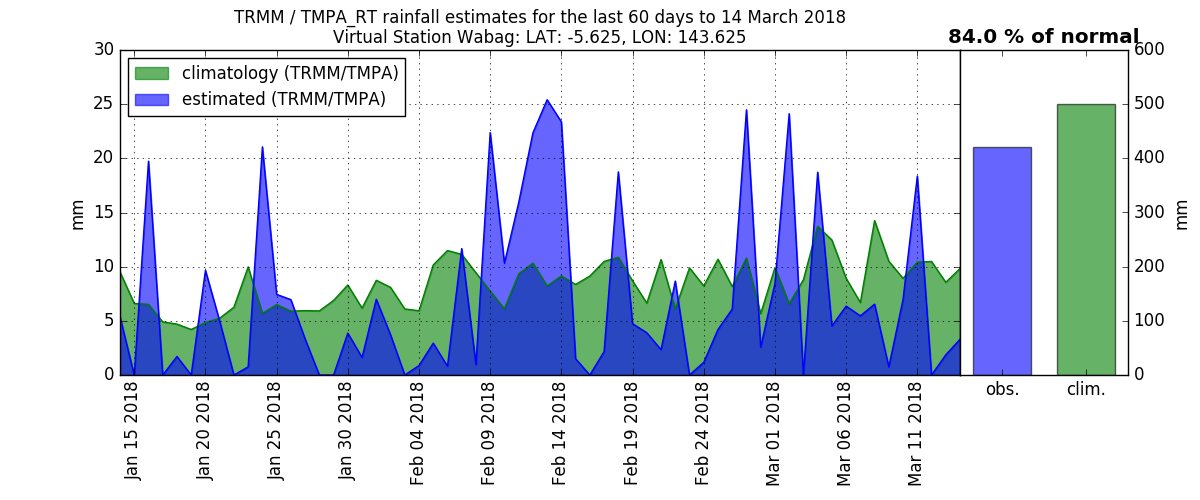 TRMM / TMPA_RT rainfall estimates for the last 60 days to 14 March 2018
Virtual Station Wabag: LAT: -5.625, LON: 143.625
84.0 % of normal
climatology (TRMM/TMPA)
estimated (TRMM/TMPA)
30
25
20
15
10
5
0
mm
Jan 15 2018
Jan 20 2018
Jan 25 2018
Jan 30 2018
Feb 04 2018
Feb 09 2018
Feb 14 2018
Feb 19 2018
Feb 24 2018
Mar 01 2018
Mar 06 2018
Mar 11 2018
600
500
400
300
200
100
0
mm
obs.
clim.